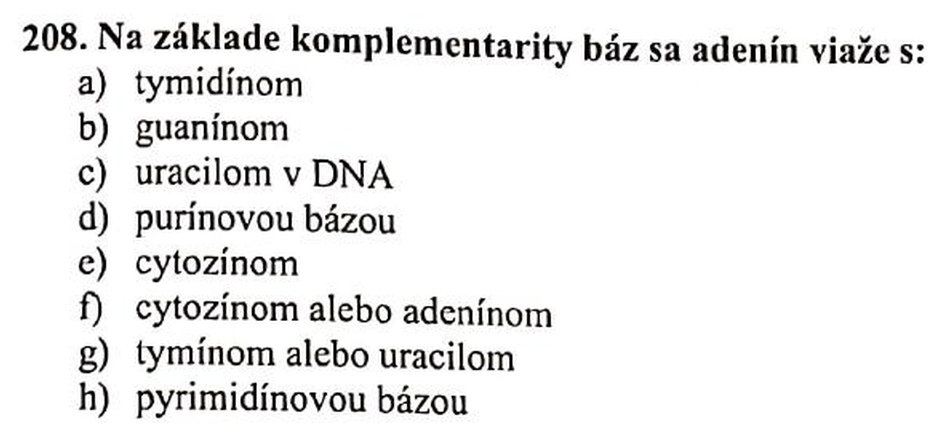 208. Na základe komplementarity báz sa adenín viaže s:
a) tymidínom
b) guanínom
c) uracilom v DNA
d) purínovou bázou
e) cytozínom
f) cytozínom alebo adenínom
g) tymínom alebo uracilom
h) pyrimidínovou bázou